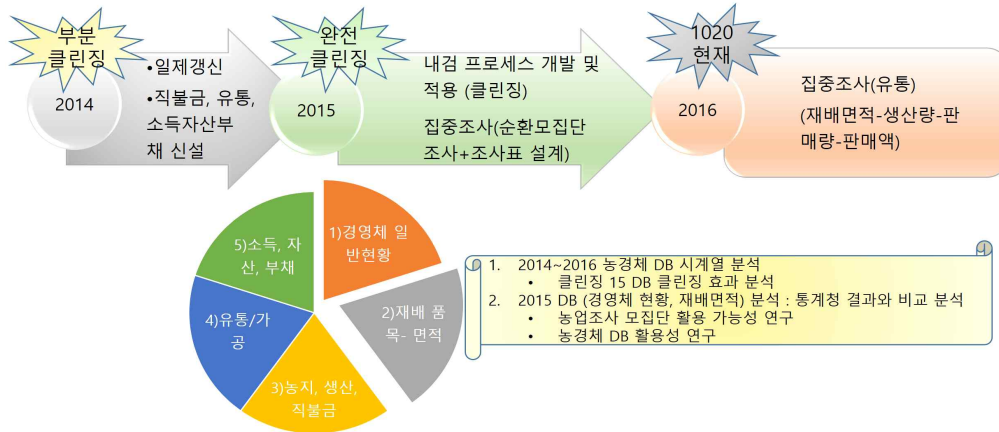 부분
클린징
2014
•일제갱신
•직불금, 유통,
소득자산부
채 신설
완전
클린징
2015
내검 프로세스 개발 및
적용 (클린징)
집중조사(순환모집단
조사+조사표 설계)
1020
현재
2016
집중조사(유통)
(재배면적-생산량-판
매량-판매액)
1)경영체 일
반현황
2)재배 품
목- 면적
3)농지, 생산,
직불금
4)유통/가
공
5)소득, 자
산, 부채
1. 2014~2016 농경체 DB 시계열 분석
• 클린징 15 DB 클린징 효과 분석
2. 2015 DB (경영체 현황, 재배면적) 분석 : 통계청 결과와 비교 분석
• 농업조사 모집단 활용 가능성 연구
• 농경체 DB 활용성 연구